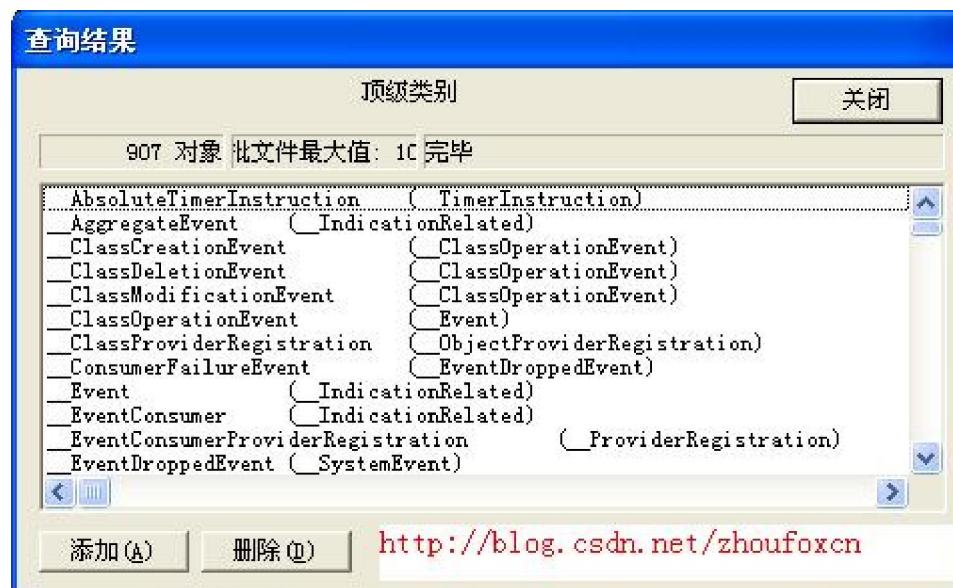 查询结果
顶级类别
关闭
907 对象 批文件最大值: 10 完毕
__AbsoluteTimerInstruction (__TimerInstruction)
__AggregateEvent (__IndicationRelated)
__ClassCreationEvent (__ClassOperationEvent)
__ClassDeletionEvent (__ClassOperationEvent)
__ClassModificationEvent (__ClassOperationEvent)
__ClassOperationEvent (__Event)
__ClassProviderRegistration (__ObjectProviderRegistration)
__ConsumerFailureEvent (__EventDroppedEvent)
__Event (__IndicationRelated)
__EventConsumer (__IndicationRelated)
__EventConsumerProviderRegistration (__ProviderRegistration)
__EventDroppedEvent (__SystemEvent)
添加(A) 删除(D) http://blog.csdn.net/zhoufoxcn